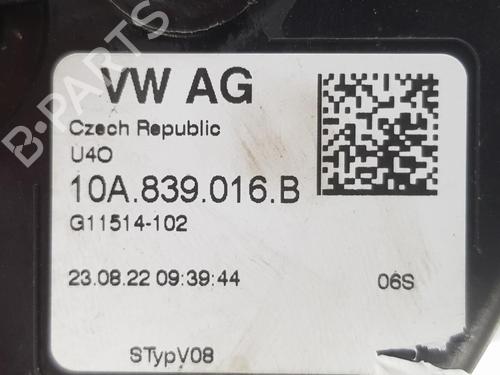 B-PARTS
VW AG
Czech Republic
U4O
10A.839.016.B
G11514-102
23.08.22 09:39:44 06S
STypV08